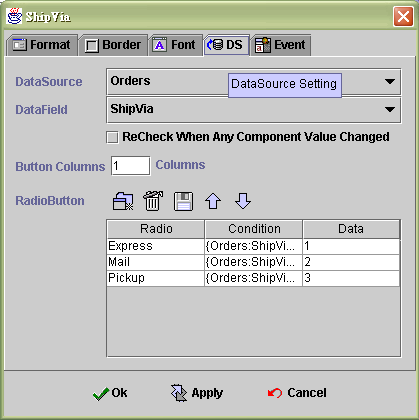 ShipVia
Format Border Font DS Event
DataSource Orders
DataSource Setting
DataField ShipVia
ReCheck When Any Component Value Changed
Button Columns 1 Columns
RadioButton
Radio Condition Data
Express {Orders:ShipVi... 1
Mail {Orders:ShipVi... 2
Pickup {Orders:ShipVi... 3
Ok Apply Cancel